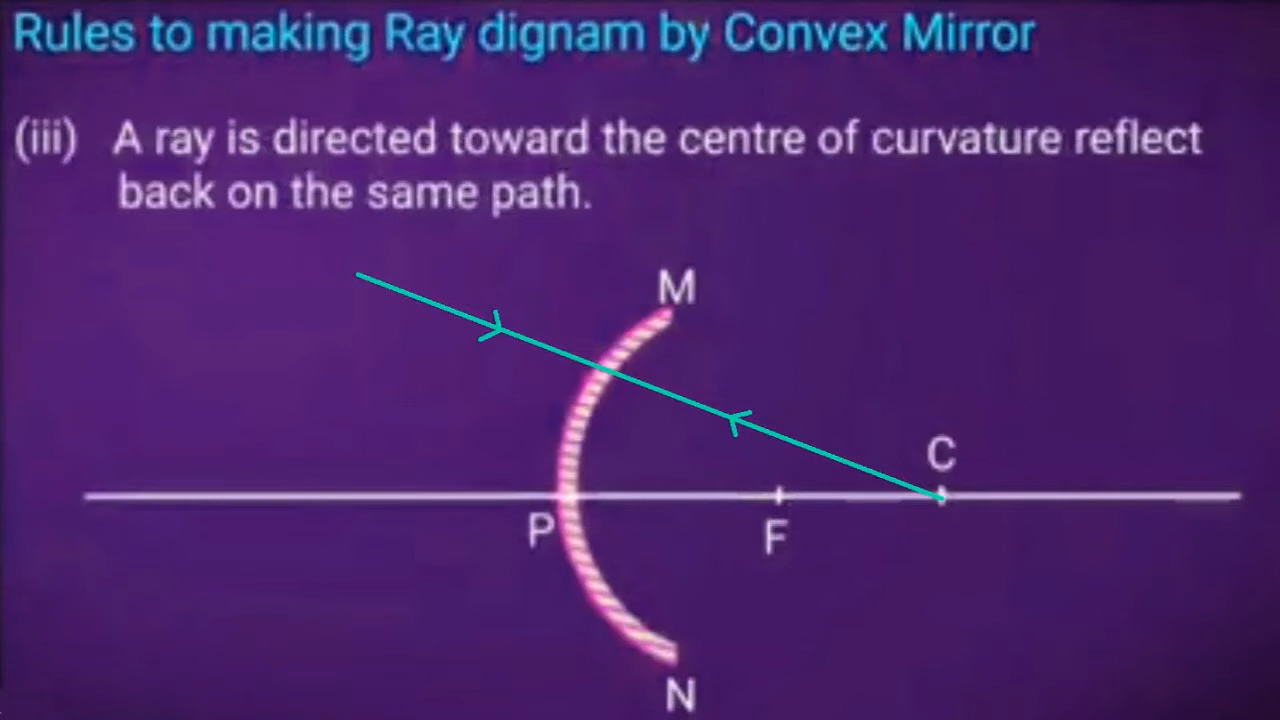 Rules to making Ray dignam by Convex Mirror
(iii) A ray is directed toward the centre of curvature reflect
back on the same path.
M
C
P
F
N